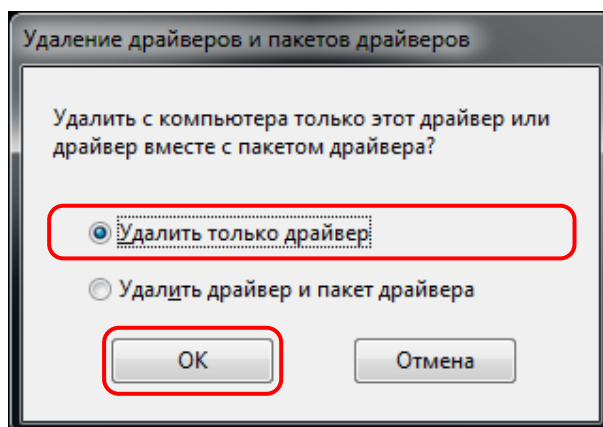 Удаление драйверов и пакетов драйверов
Удалить с компьютера только этот драйвер или
драйвер вместе с пакетом драйвера?
Удалить только драйвер
Удалить драйвер и пакет драйвера
ОК
Отмена